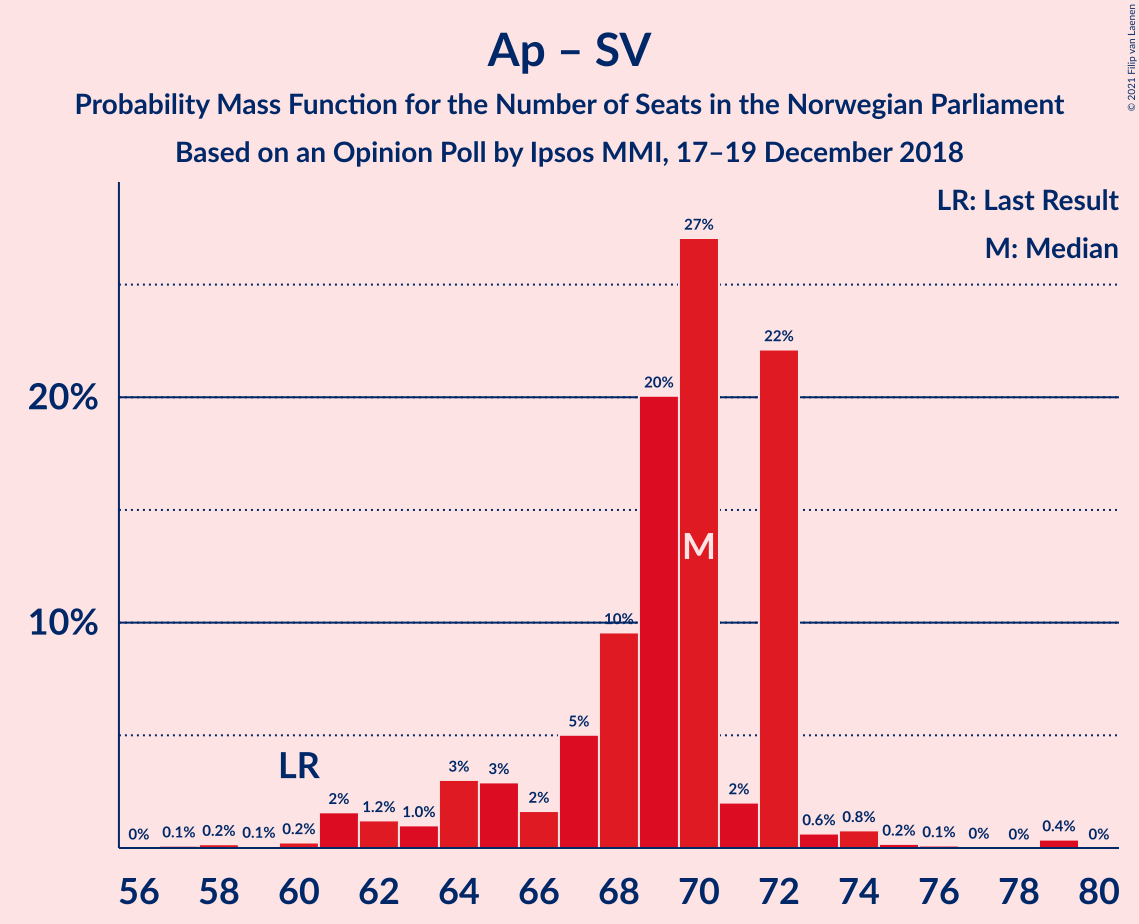 Ap – SV
Probability Mass Function for the Number of Seats in the Norwegian Parliament
Based on an Opinion Poll by Ipsos MMI, 17–19 December 2018
© 2021 Filip van Laenen
LR: Last Result
M: Median
20%
10%
0% 0.1% 0.2% 0.1% 0.2% 2% 1.2% 1.0% 3% 3% 2% 5% 10% 20% 27% 2% 22% 0.6% 0.8% 0.2% 0.1% 0% 0% 0.4% 0%
LR
M
56 58 60 62 64 66 68 70 72 74 76 78 80